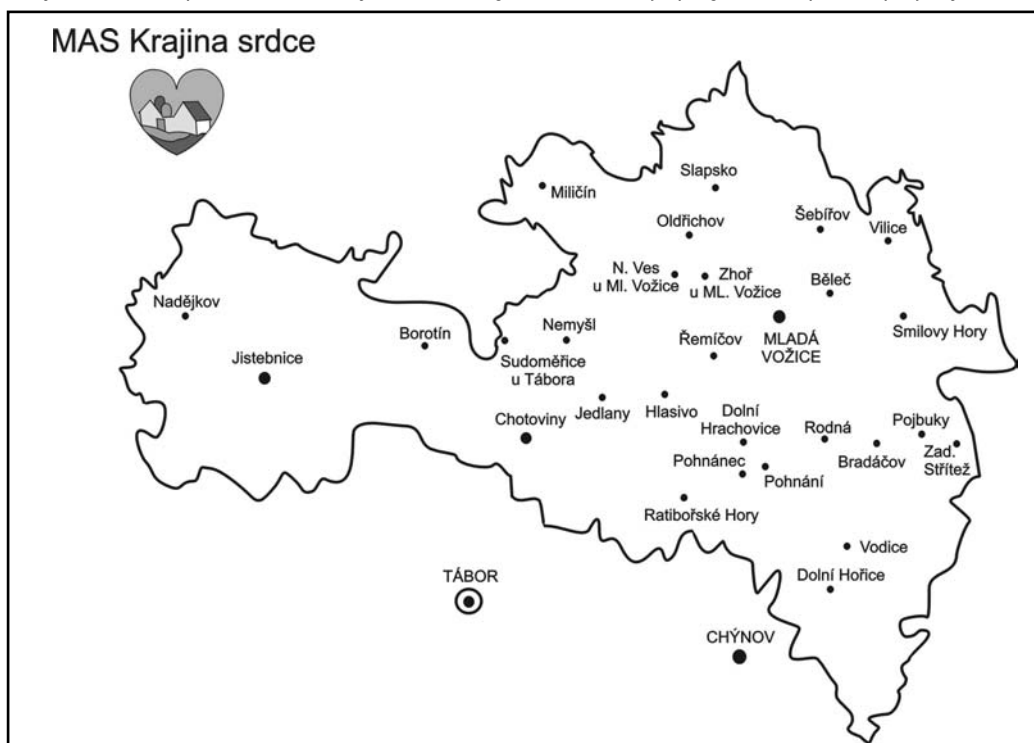 MAS Krajina srdce
Slapsko
Miličín
Oldřichov
Šebířov
Vilice
N. Ves
u Ml. Vožice
Zhoř
u ML. Vožice
Běleč
Nadějkov
Borotín
Nemyšl
Sudoměřice
u Tábora
Řemíčov
MLADÁ
VOŽICE
Smilovy Hory
Jistebnice
Chotoviny
Jedlany
Hlasivo
Dolní
Hrachovice
Rodná
Pojbuky
Bradáčov
Zad.
Střítež
Pohnánec
Pohnání
Ratibořské Hory
Vodice
Dolní Hořice
TÁBOR
CHÝNOV